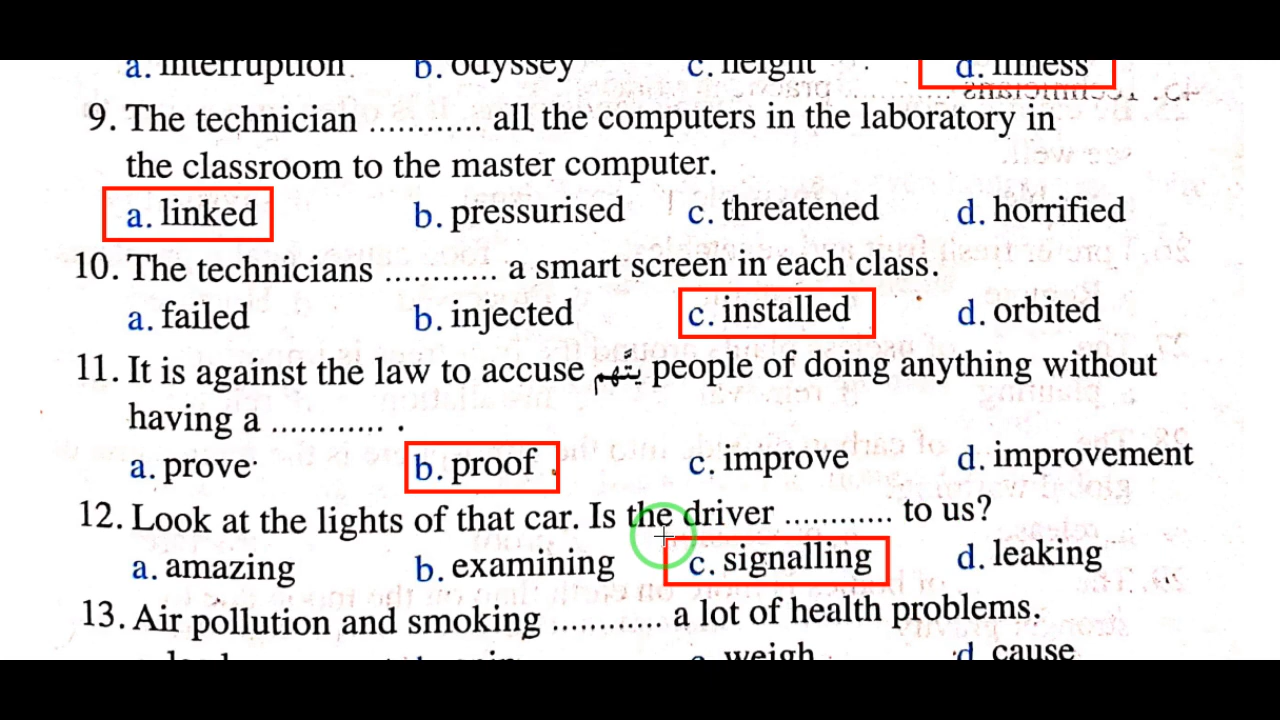 a. interruption b. odyssey c. height d. illness
9. The technician ............ all the computers in the laboratory in
the classroom to the master computer.
a. linked b. pressurised c. threatened d. horrified
10. The technicians ............ a smart screen in each class.
a. failed b. injected c. installed d. orbited
11. It is against the law to accuse يتَّهم people of doing anything without
having a ............ .
a. prove b. proof c. improve d. improvement
12. Look at the lights of that car. Is the driver ............ to us?
a. amazing b. examining c. signalling d. leaking
13. Air pollution and smoking ............ a lot of health problems.
c. weigh d. cause